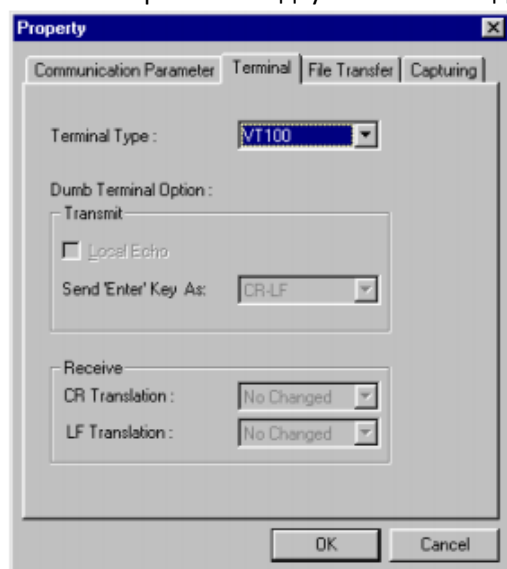 Property
Communication Parameter Terminal File Transfer Capturing
Terminal Type :
VT100
Dumb Terminal Option :
Transmit
Local Echo
Send 'Enter' Key As:
CR-LF
Receive
CR Translation :
No Changed
LF Translation :
No Changed
OK Cancel